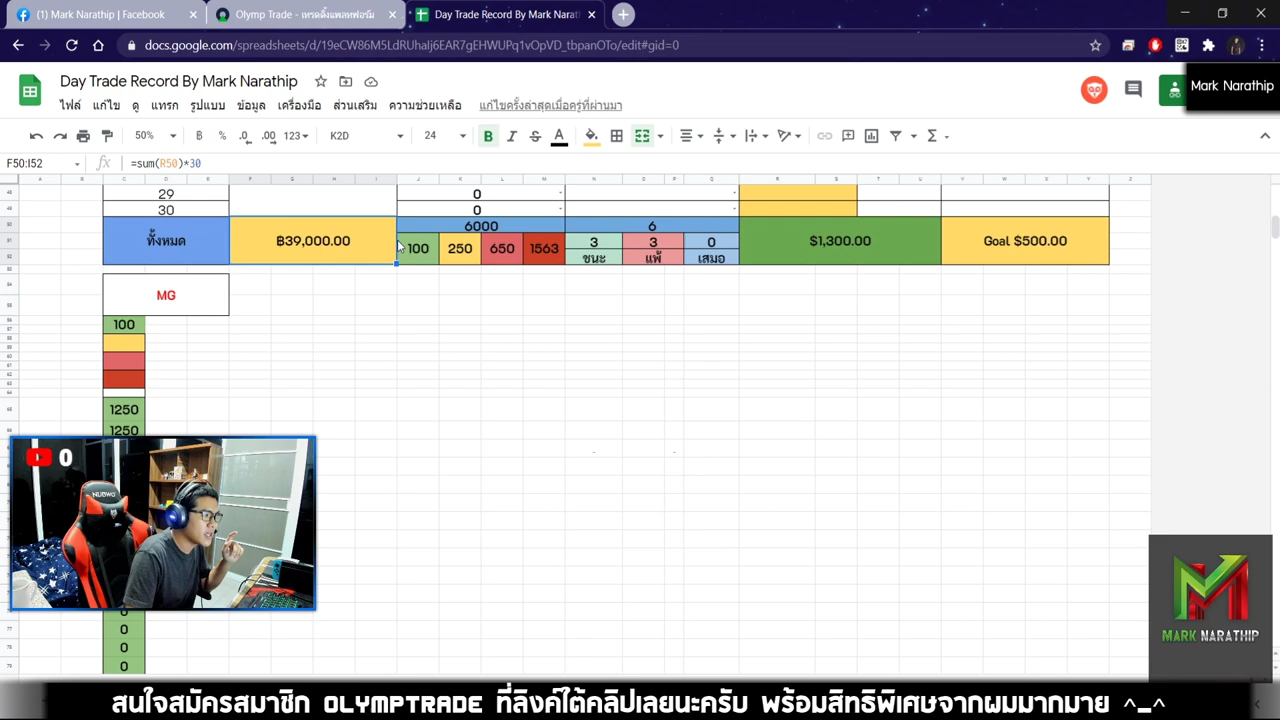 (1) Mark Narathip | Facebook
Olymp Trade - เทรดดิ้งแพลทฟอร์ม
Day Trade Record By Mark Narat
docs.google.com/spreadsheets/d/19eCW86M5LdRUhaIj6EAR7gEHWUPq1vOpVD_tbpanOTo/edit#gid=0
Day Trade Record By Mark Narathip
Mark Narathip
ไฟล์ แก้ไข ดู แทรก รูปแบบ ข้อมูล เครื่องมือ ส่วนเสริม ความช่วยเหลือ แก้ไขครั้งล่าสุดเมื่อครู่ที่ผ่านมา
50% ฿ % .0 .00 123 K2D 24 B I S A
F50:I52 fx =sum(R50)*30
A B C D E F G H I J K L M N O P Q R S T U V W X Y Z
29 0
30 0
6000 6
ทั้งหมด ฿39,000.00 100 250 650 1563 3 3 0 $1,300.00 Goal $500.00
ชนะ แพ้ เสมอ
MG
100
1250
1250
0
0
0
0
0
NUBWO
MARK NARATHIP
สนใจสมัครสมาชิก OLYMPTRADE ที่ลิงค์ใต้คลิปเลยนะครับ พร้อมสิทธิพิเศษจากผมมากมาย ^_^